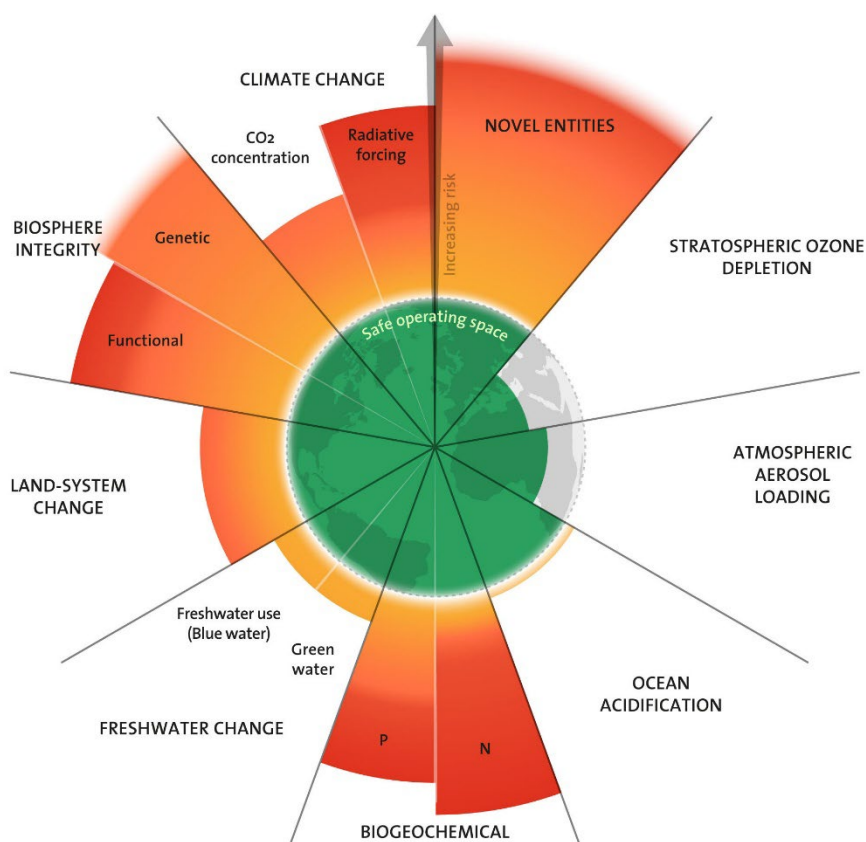 CLIMATE CHANGE
CO2
concentration
Radiative
forcing
NOVEL ENTITIES
Increasing risk
BIOSPHERE
INTEGRITY
Genetic
Functional
STRATOSPHERIC OZONE
DEPLETION
Safe operating space
LAND-SYSTEM
CHANGE
ATMOSPHERIC
AEROSOL
LOADING
Freshwater use
(Blue water)
Green
water
FRESHWATER CHANGE
OCEAN
ACIDIFICATION
P
N
BIOGEOCHEMICAL